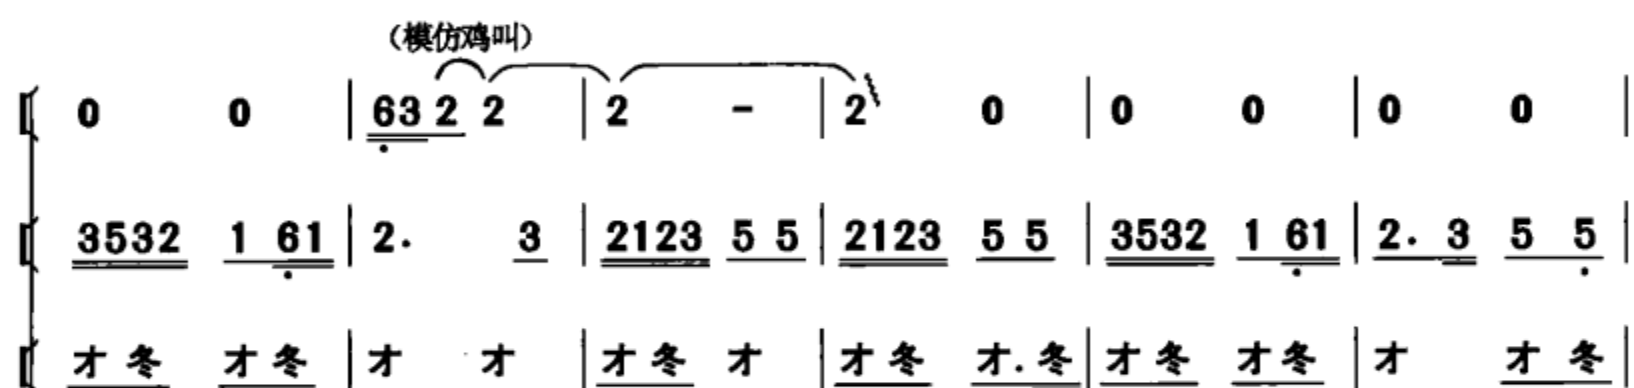 （模仿鸡叫）
0 0 | 63 2 2 | 2 - | 2 0 | 0 0 | 0 0 |
3532 1 61 | 2. 3 | 2123 5 5 | 2123 5 5 | 3532 1 61 | 2. 3 5 5 |
才 冬 才 冬 | 才 才 | 才 冬 才 | 才 冬 才. 冬 | 才 冬 才 冬 | 才 才 冬 |